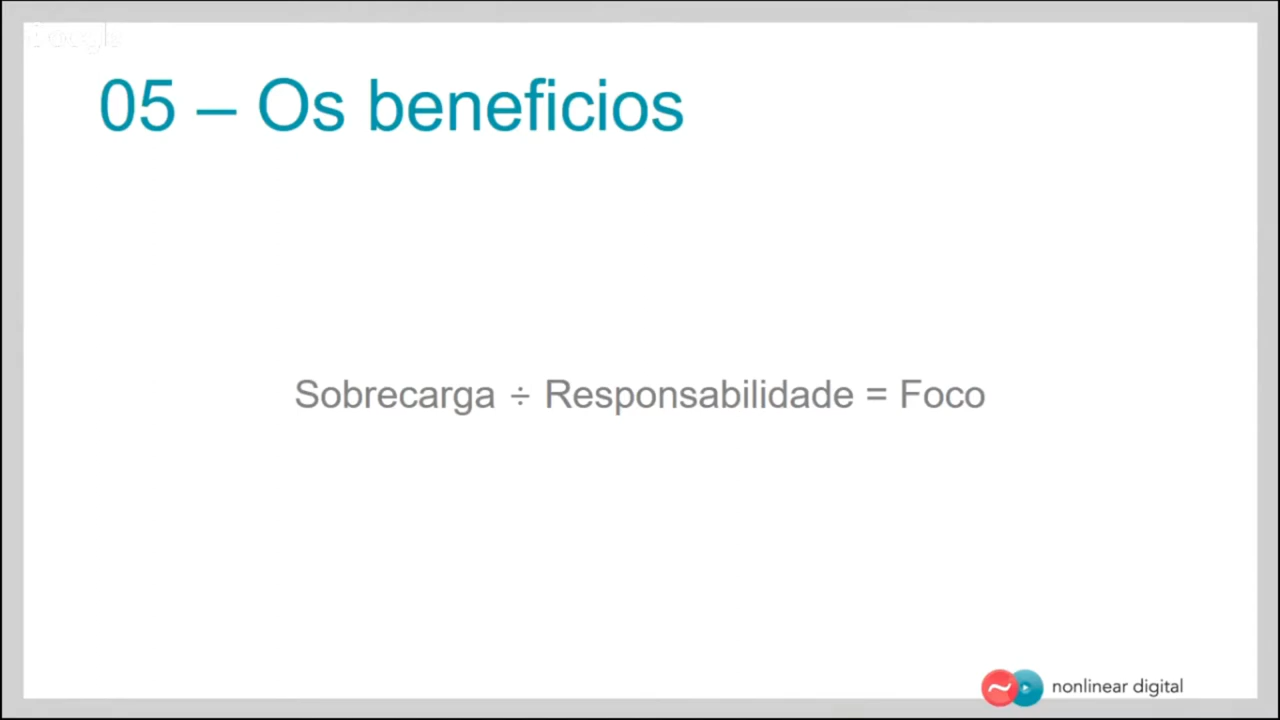 05 – Os beneficios
Sobrecarga ÷ Responsabilidade = Foco
nonlinear digital